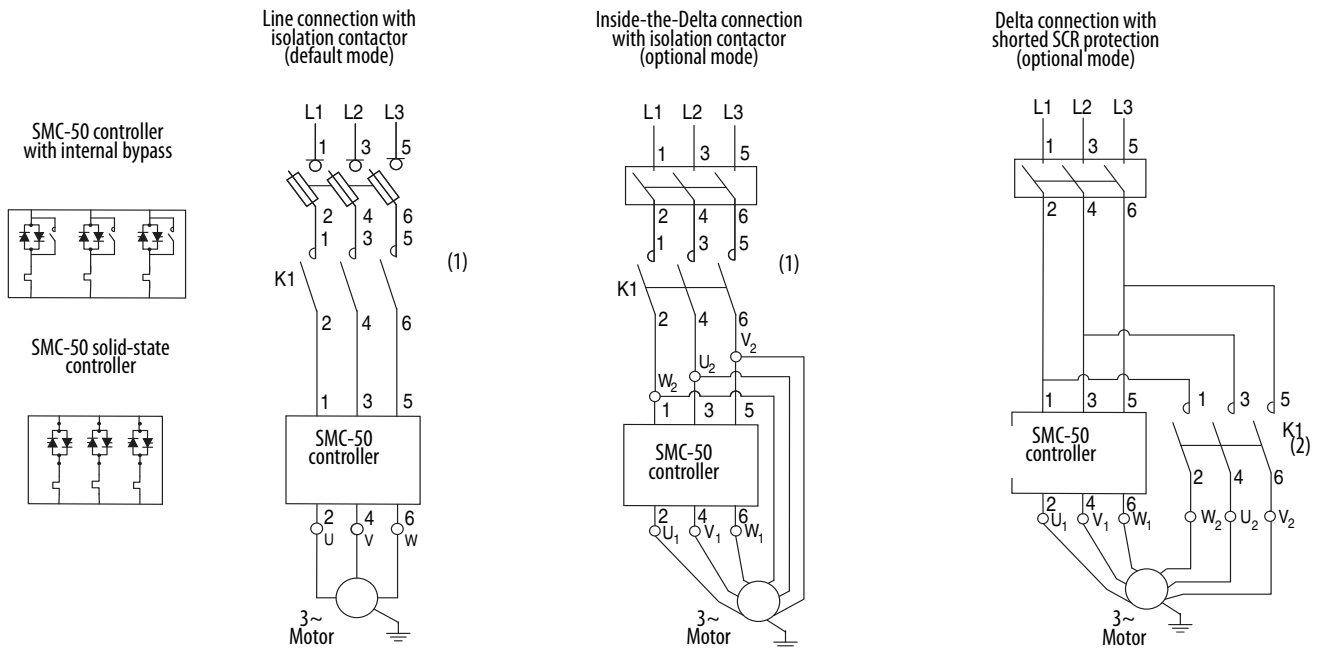 Line connection with
isolation contactor
(default mode)
Inside-the-Delta connection
with isolation contactor
(optional mode)
Delta connection with
shorted SCR protection
(optional mode)
SMC-50 controller
with internal bypass
SMC-50 solid-state
controller
L1 L2 L3
1 3 5
2 4 6
1 3 5
K1
(1)
2 4 6
1 3 5
SMC-50
controller
2 4 6
U V W
3~
Motor
L1 L2 L3
1 3 5
2 4 6
1 3 5
K1
(1)
2 4 6
V2
U2
W2
1 3 5
SMC-50
controller
2 4 6
U1 V1 W1
3~
Motor
L1 L2 L3
1 3 5
2 4 6
1 3 5
SMC-50
controller
2 4 6
U1 V1 W1
1 3 5
K1
(2)
2 4 6
W2 U2 V2
3~
Motor